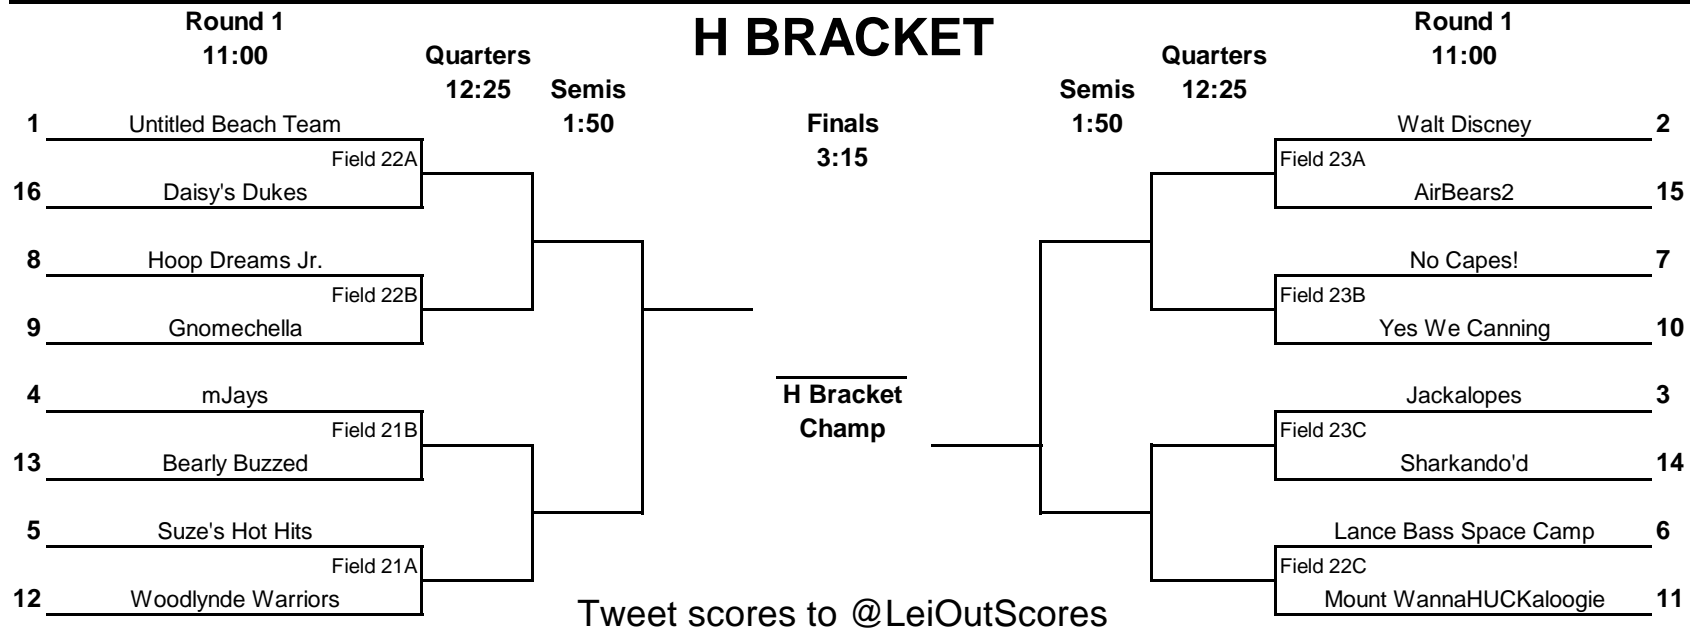 H BRACKET
Round 1
11:00
Quarters
12:25
Semis
1:50
Finals
3:15
Semis
1:50
Quarters
12:25
Round 1
11:00
1 Untitled Beach Team
Field 22A
16 Daisy's Dukes
8 Hoop Dreams Jr.
Field 22B
9 Gnomechella
4 mJays
Field 21B
13 Bearly Buzzed
5 Suze's Hot Hits
Field 21A
12 Woodlynde Warriors
H Bracket
Champ
Walt Discney 2
Field 23A
AirBears2 15
No Capes! 7
Field 23B
Yes We Canning 10
Jackalopes 3
Field 23C
Sharkando'd 14
Lance Bass Space Camp 6
Field 22C
Mount WannaHUCKaloogie 11
Tweet scores to @LeiOutScores